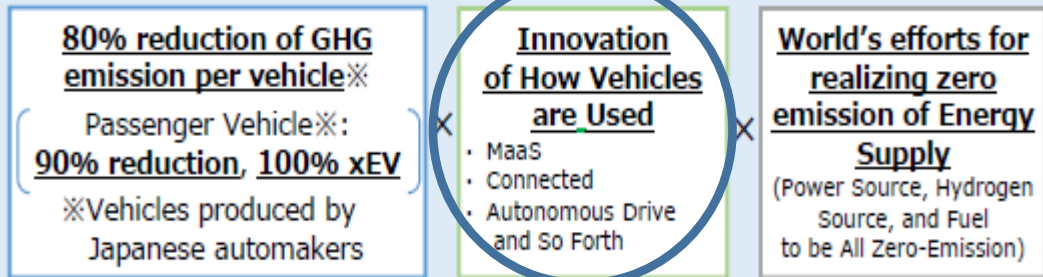 80% reduction of GHG
emission per vehicle※
Passenger Vehicle※:
90% reduction, 100% xEV
※Vehicles produced by
Japanese automakers
×
Innovation
of How Vehicles
are Used
· MaaS
· Connected
· Autonomous Drive
and So Forth
×
World's efforts for
realizing zero
emission of Energy
Supply
(Power Source, Hydrogen
Source, and Fuel
to be All Zero-Emission)